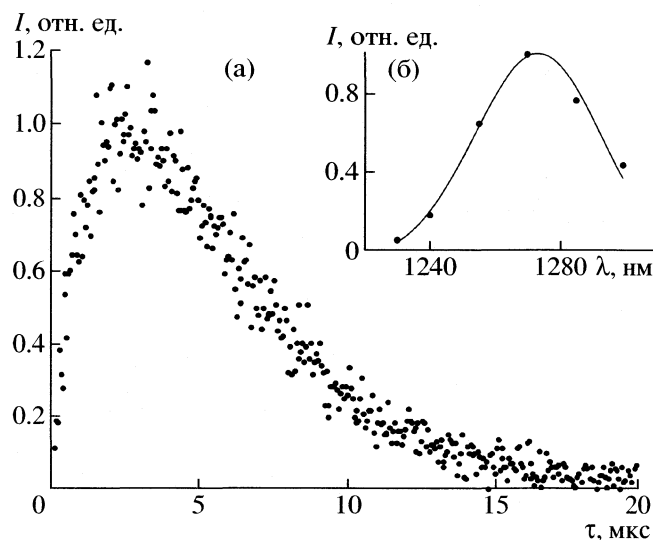 I, отн. ед.
1.2
1.0
0.8
0.6
0.4
0.2
0
5
10
15
20
τ, мкс
(а)
I, отн. ед.
(б)
0.8
0.4
0
1240
1280 λ, нм